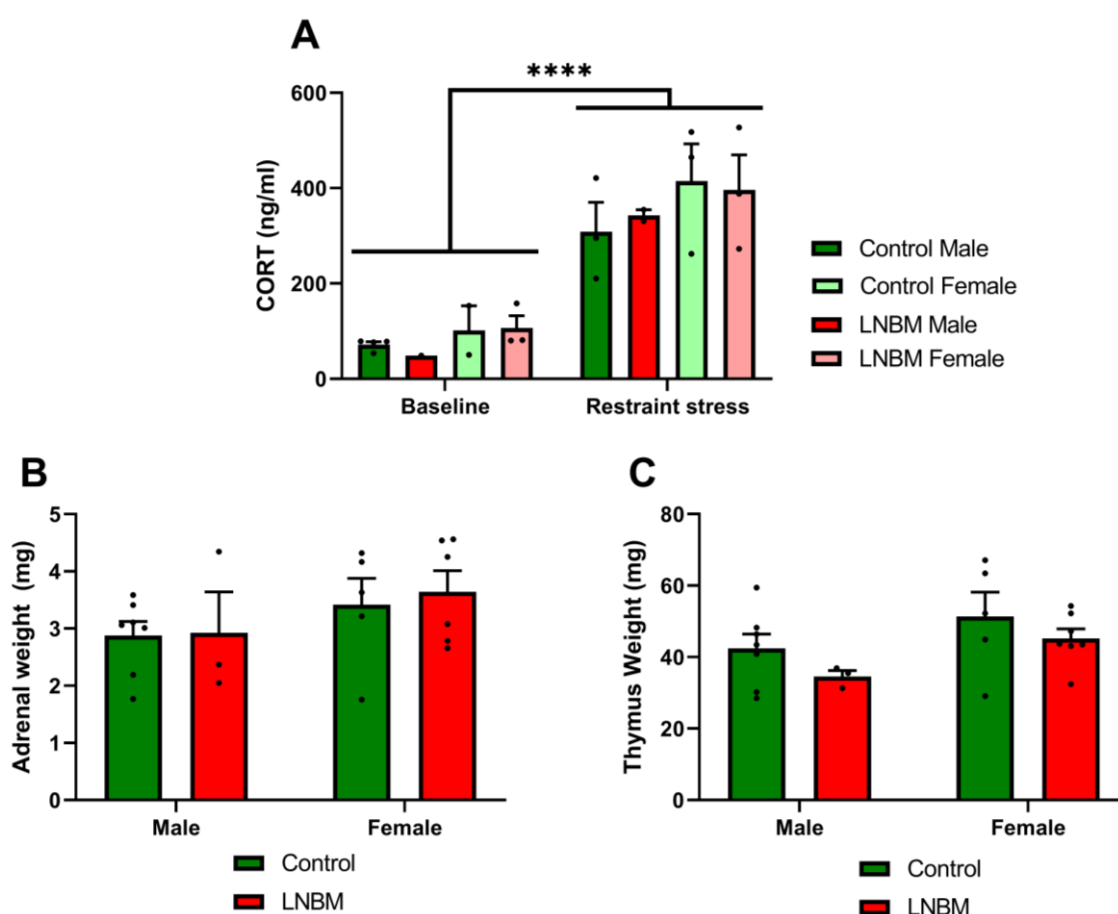 A
****
600
400
200
0
CORT (ng/ml)
Baseline
Restraint stress
Control Male
Control Female
LNBM Male
LNBM Female
B
5
4
3
2
1
0
Adrenal weight (mg)
Male
Female
Control
LNBM
C
80
60
40
20
0
Thymus Weight (mg)
Male
Female
Control
LNBM